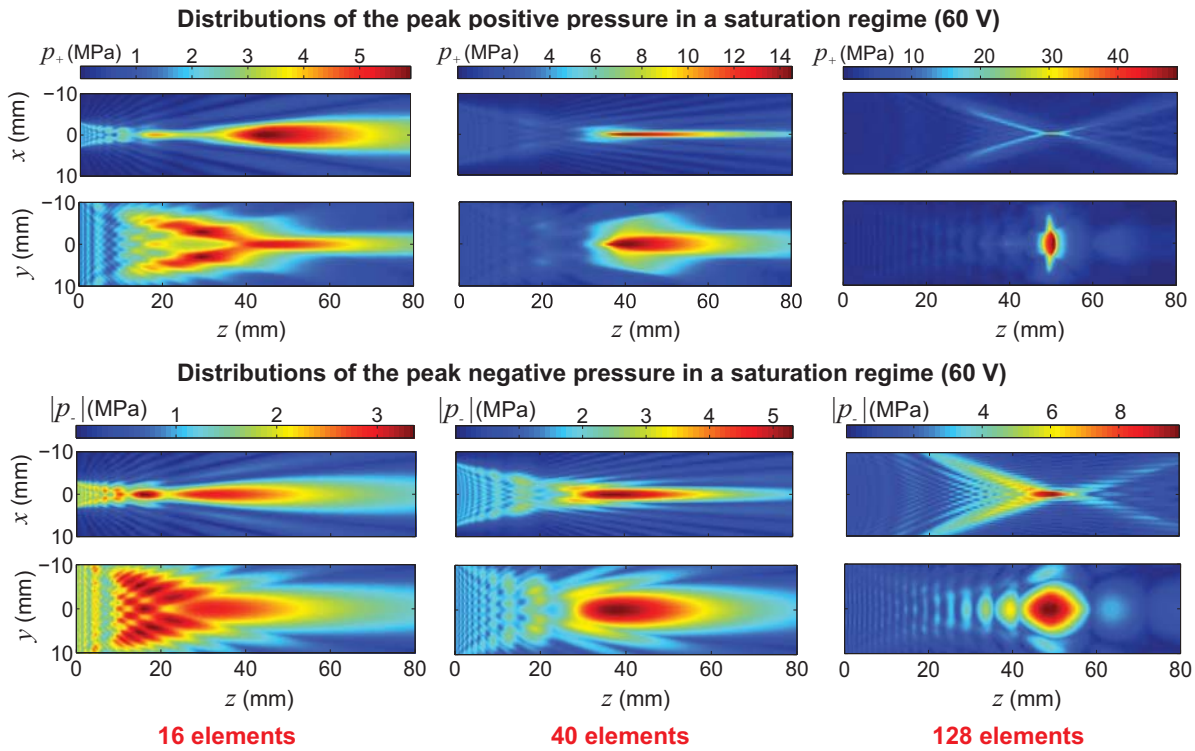 Distributions of the peak positive pressure in a saturation regime (60 V)
p+ (MPa) 1 2 3 4 5
p+ (MPa) 2 4 6 8 10 12 14
p+ (MPa) 10 20 30 40
x (mm)
−10
0
10
y (mm)
−10
0
10
0 20 40 60 80
0 20 40 60 80
0 20 40 60 80
z (mm)
z (mm)
z (mm)
Distributions of the peak negative pressure in a saturation regime (60 V)
|p-| (MPa) 1 2 3
|p-| (MPa) 2 3 4 5
|p-| (MPa) 4 6 8
x (mm)
−10
0
10
y (mm)
−10
0
10
0 20 40 60 80
0 20 40 60 80
0 20 40 60 80
z (mm)
z (mm)
z (mm)
16 elements
40 elements
128 elements